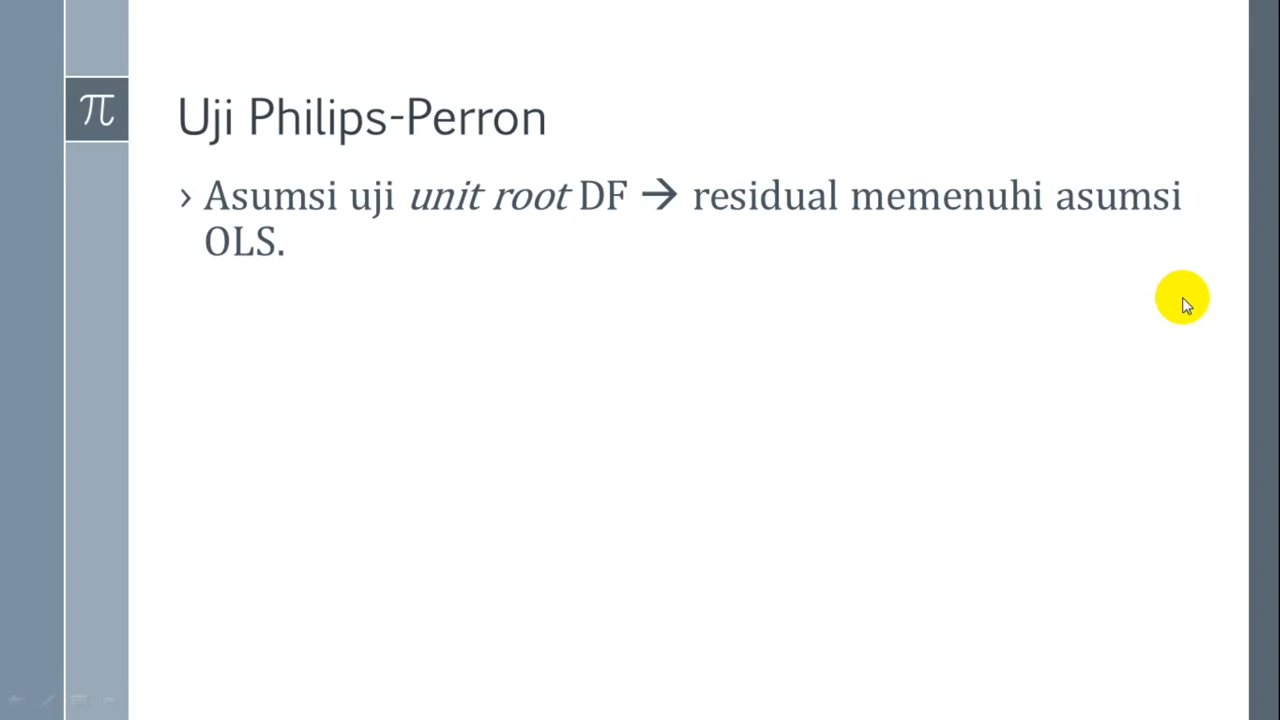 π
Uji Philips-Perron
› Asumsi uji unit root DF → residual memenuhi asumsi
OLS.